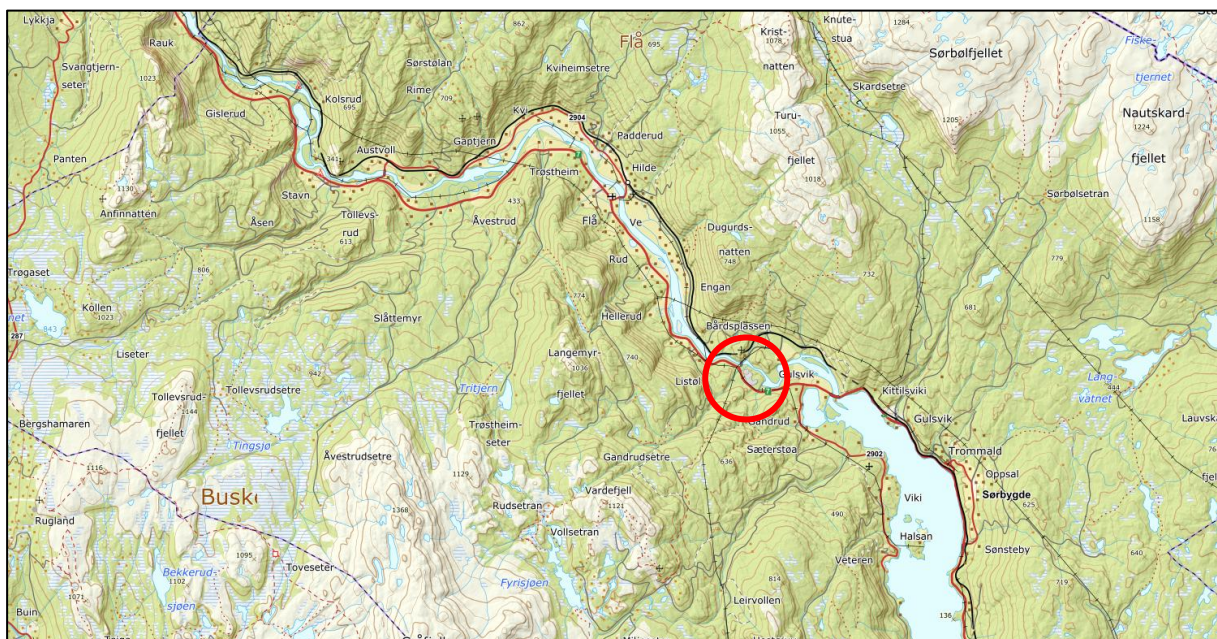 Lykkja
Rauk
862
Flå
695
Krist-
natten
1078
Knute-
stua
1284
Sørbølfjellet
Fiske-
tjernet
Svangtjern-
seter
1023
Sørstølan
Rime
709
Kviheimsetre
Skardsetre
Nautskard-
fjellet
1224
Kolsrud
695
Gislerud
2904
Turu-
fjellet
1055
1205
Padderud
Gaptjern
Austvoll
341
Panten
1130
Anfinnatten
Stavn
Trøstheim
Hilde
1018
Sørbølsetran
1158
Åsen
Tollevs-
rud
613
433
Åvestrud
Flå
Ve
Dugurds-
natten
748
Rud
732
779
Trøgaset
806
Engan
774
681
843
Kollen
1023
287
Slåttemyr
Hellerud
Bårdsplassen
Liseter
942
Langemyr-
1036
fjellet
740
Gulsvik
Kittilsviki
Lang-
vatnet
444
Tollevsrudsetre
Tritjern
Tollevsrud-
1144
fjellet
Gulsvik
Lauvska
Bergshamaren
Tingsjø
Trøstheim-
seter
Sæterstøa
Trommald
1116
Åvestrudsetre
1129
Gandrudsetre
636
2902
Oppsal
Vardefjell
1121
Rudsetran
Viki
Sørbygde
625
Rugland
1368
490
Vollsetran
Halsan
1095
Toveseter
Veteren
Sønsteby
640
Bekkerud-
1102
sjøen
Fyrisjøen
814
719
1071
Leirvollen
Buin
136